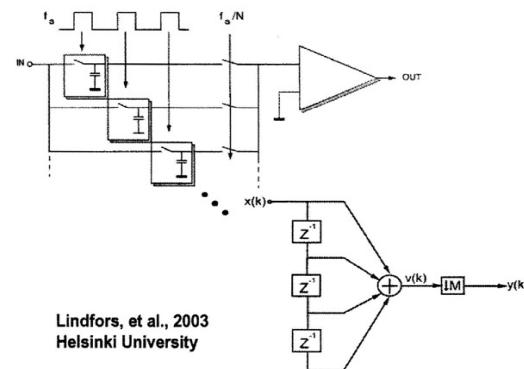 fs
fs/N
IN
OUT
x(k)
Z-1
v(k)
↓M
y(k
Z-1
Z-1
Lindfors, et al., 2003
Helsinki University